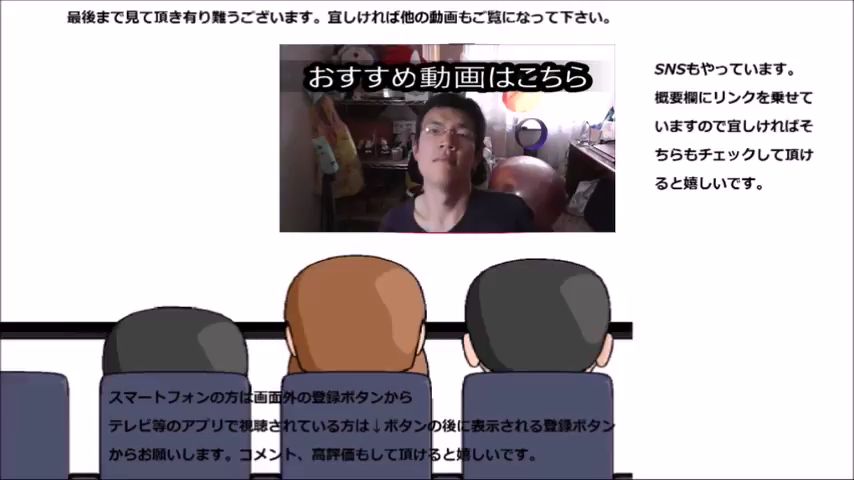 最後まで見て頂き有り難うございます。宜しければ他の動画もご覧になって下さい。
おすすめ動画はこちら
SNSもやっています。
概要欄にリンクを乗せて
いますので宜しければそ
ちらもチェックして頂け
ると嬉しいです。
スマートフォンの方は画面外の登録ボタンから
テレビ等のアプリで視聴されている方は↓ボタンの後に表示される登録ボタン
からお願いします。コメント、高評価もして頂けると嬉しいです。